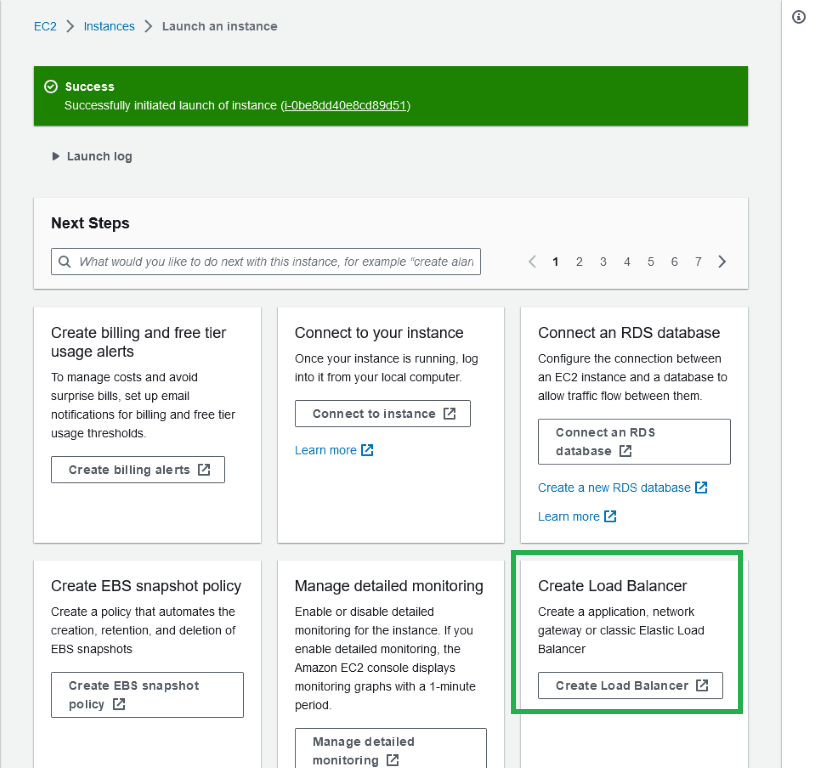 EC2 Instances Launch an instance
Success
Successfully initiated launch of instance (i-0be8dd40e8cd89d51)
Launch log
Next Steps
What would you like to do next with this instance, for example "create aları
1 2 3 4 5 6 7
Create billing and free tier
usage alerts
To manage costs and avoid
surprise bills, set up email
notifications for billing and free tier
usage thresholds.
Create billing alerts
Connect to your instance
Once your instance is running, log
into it from your local computer.
Connect to instance
Learn more
Connect an RDS database
Configure the connection between
an EC2 instance and a database to
allow traffic flow between them.
Connect an RDS
database
Create a new RDS database
Learn more
Create EBS snapshot policy
Create a policy that automates the
creation, retention, and deletion of
EBS snapshots
Create EBS snapshot
policy
Manage detailed monitoring
Enable or disable detailed
monitoring for the instance. If you
enable detailed monitoring, the
Amazon EC2 console displays
monitoring graphs with a 1-minute
period.
Manage detailed
monitoring
Create Load Balancer
Create a application, network
gateway or classic Elastic Load
Balancer
Create Load Balancer